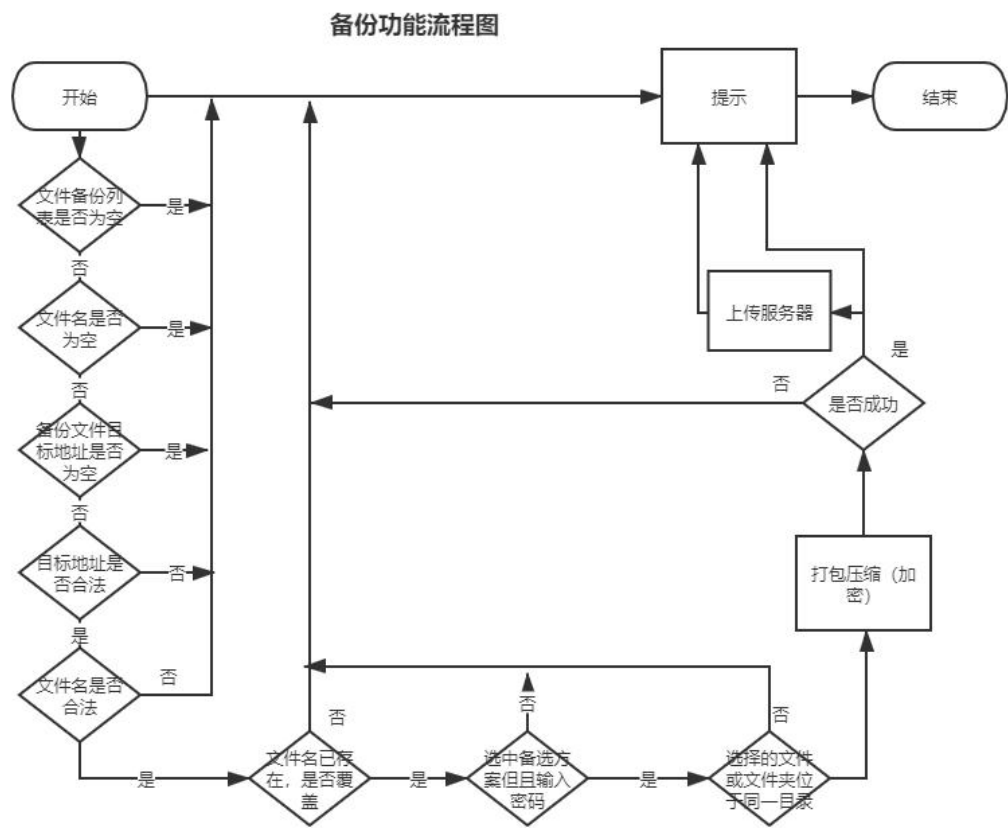 备份功能流程图
开始
提示
结束
文件备份列
表是否为空
是
否
文件名是否
为空
是
否
备份文件目
标地址是否
为空
是
否
目标地址是
否合法
否
是
文件名是否
合法
否
是
上传服务器
是
否
是否成功
打包压缩（加
密）
否
文件名已存
在，是否覆
盖
是
否
选中备选方
案但且输入
密码
是
否
选择的文件
或文件夹位
于同一目录